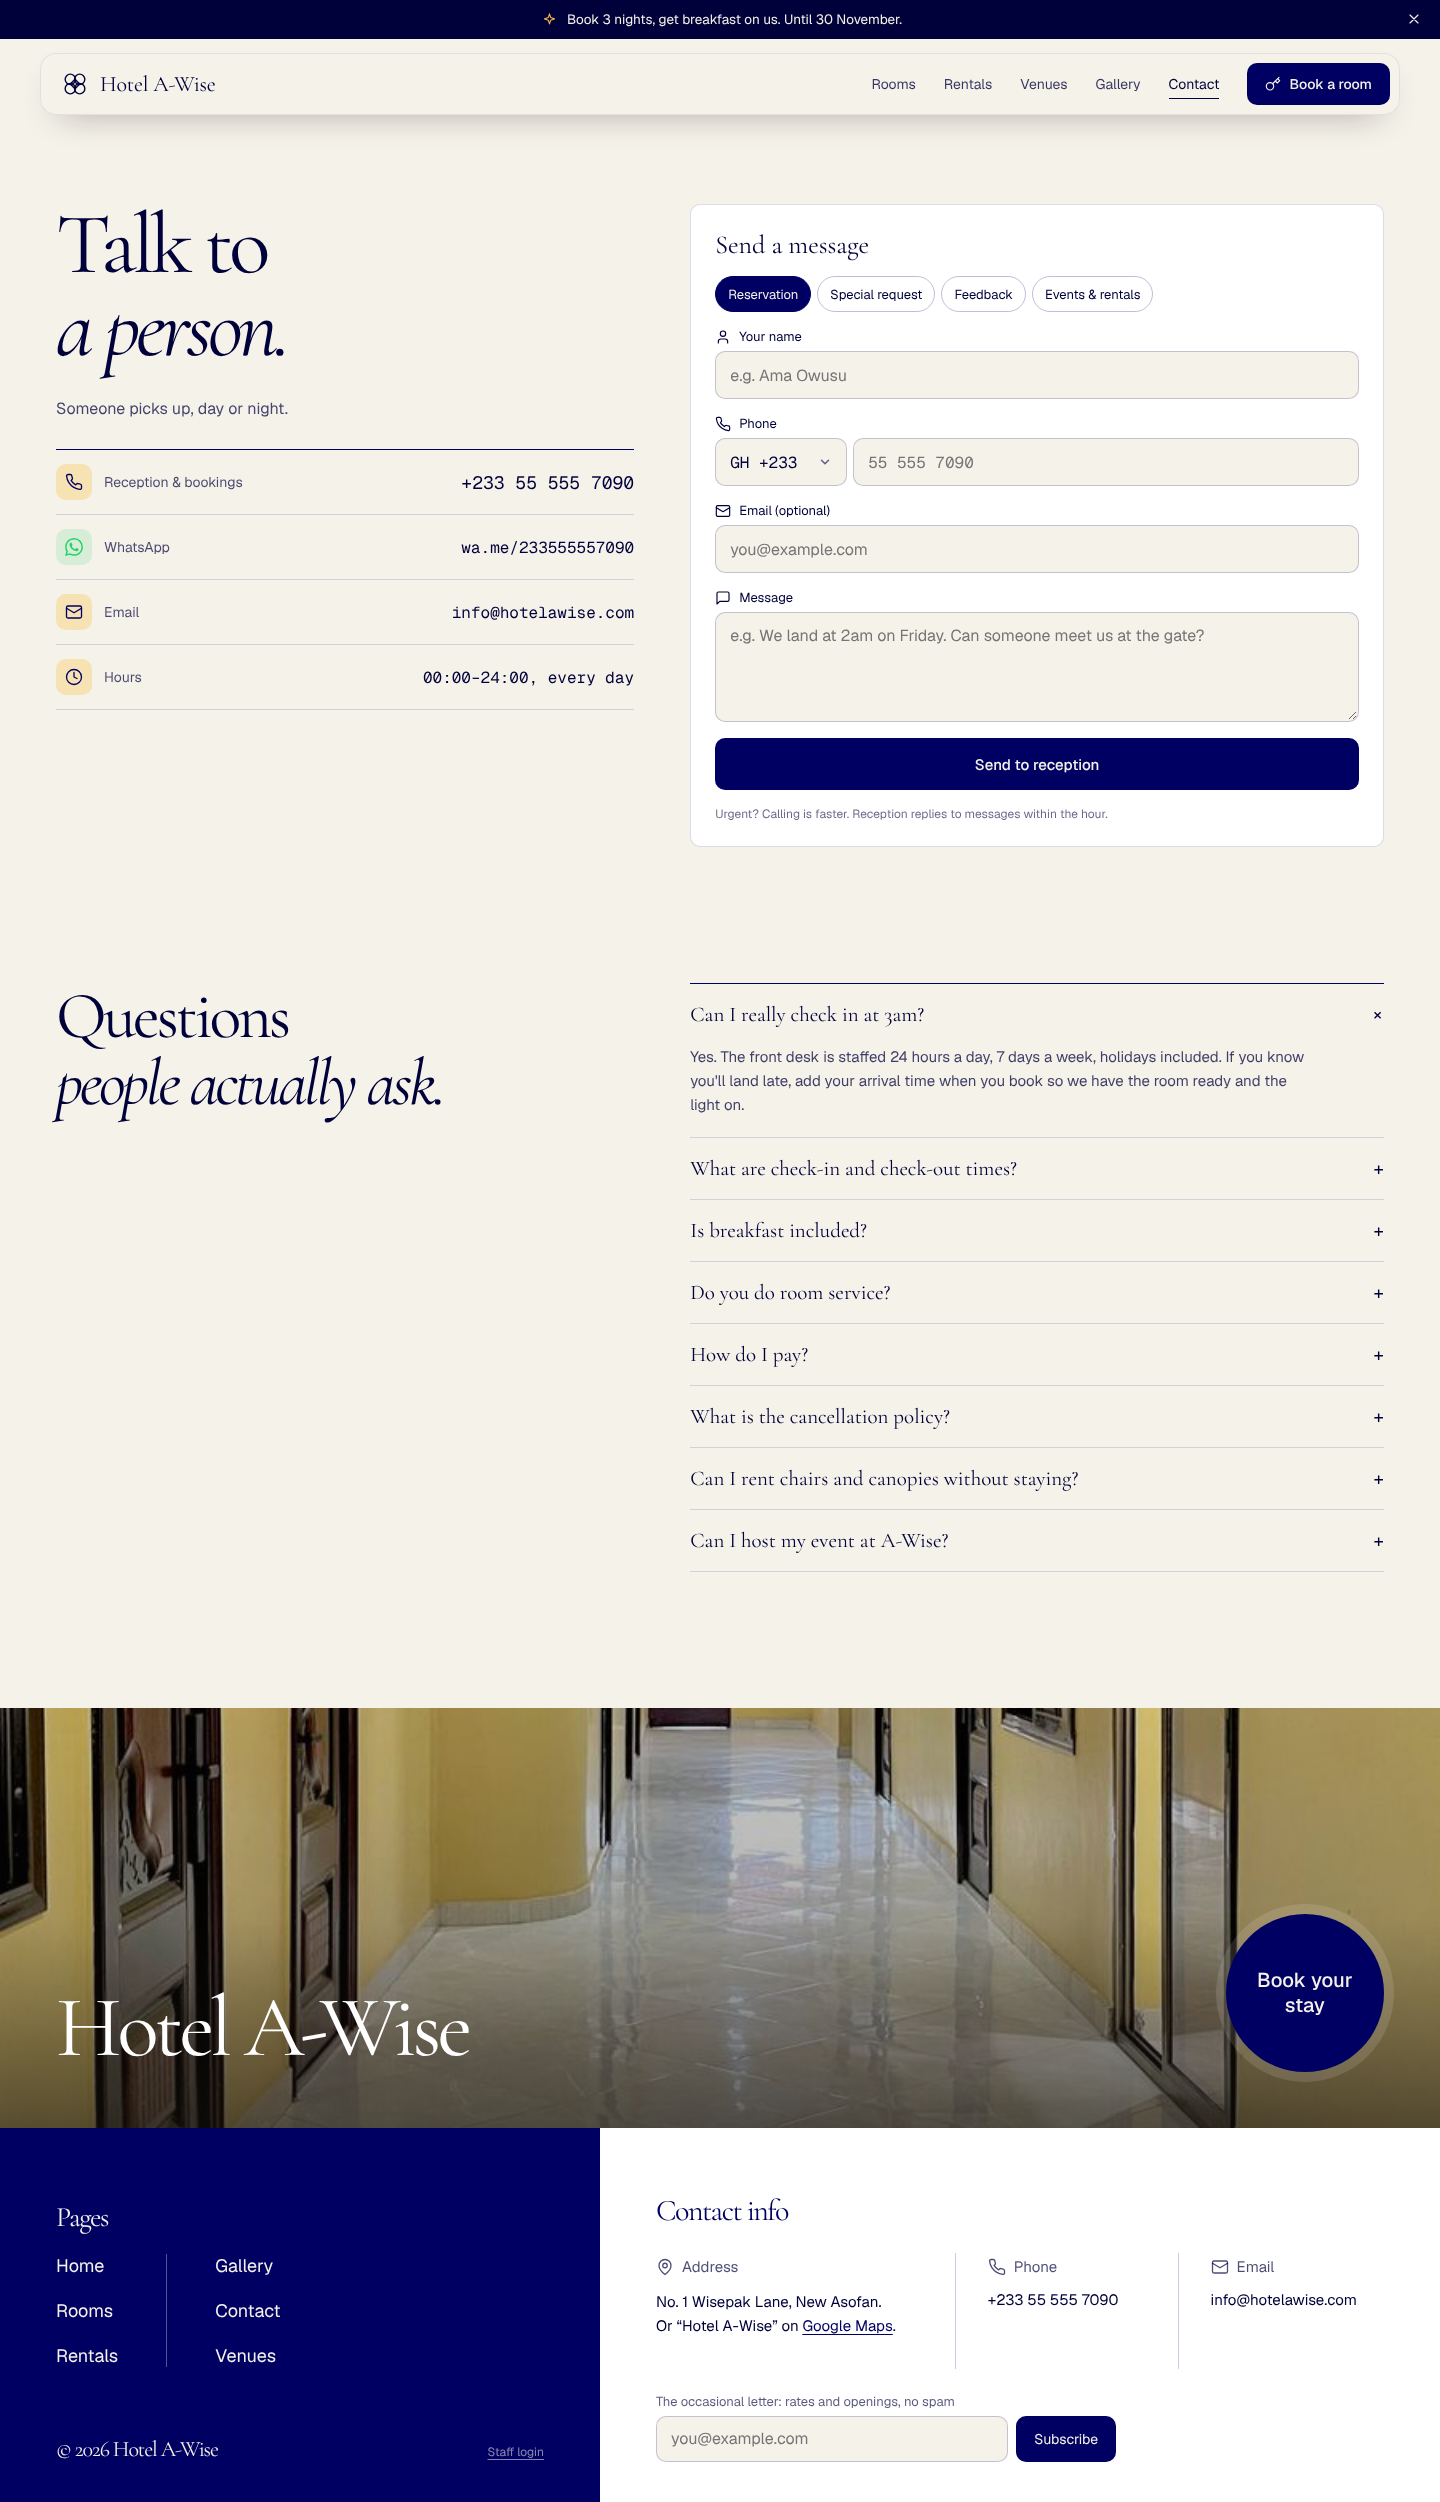 Book 3 nights, get breakfast on us. Until 30 November.
Hotel A-Wise
Rooms
Rentals
Venues
Gallery
Contact
Book a room
Talk to
a person.
Someone picks up, day or night.
Reception & bookings
+233 55 555 7090
WhatsApp
wa.me/233555557090
Email
info@hotelawise.com
Hours
00:00–24:00, every day
Send a message
Reservation
Special request
Feedback
Events & rentals
Your name
e.g. Ama Owusu
Phone
GH +233
55 555 7090
Email (optional)
you@example.com
Message
e.g. We land at 2am on Friday. Can someone meet us at the gate?
Send to reception
Urgent? Calling is faster. Reception replies to messages within the hour.
Questions
people actually ask.
Can I really check in at 3am?
Yes. The front desk is staffed 24 hours a day, 7 days a week, holidays included. If you know
you'll land late, add your arrival time when you book so we have the room ready and the
light on.
What are check-in and check-out times?
+
Is breakfast included?
+
Do you do room service?
+
How do I pay?
+
What is the cancellation policy?
+
Can I rent chairs and canopies without staying?
+
Can I host my event at A-Wise?
+
Hotel A-Wise
Book your
stay
Pages
Home
Rooms
Rentals
Gallery
Contact
Venues
© 2026 Hotel A-Wise
Staff login
Contact info
Address
No. 1 Wisepak Lane, New Asofan.
Or “Hotel A-Wise” on Google Maps.
Phone
+233 55 555 7090
Email
info@hotelawise.com
The occasional letter: rates and openings, no spam
you@example.com
Subscribe